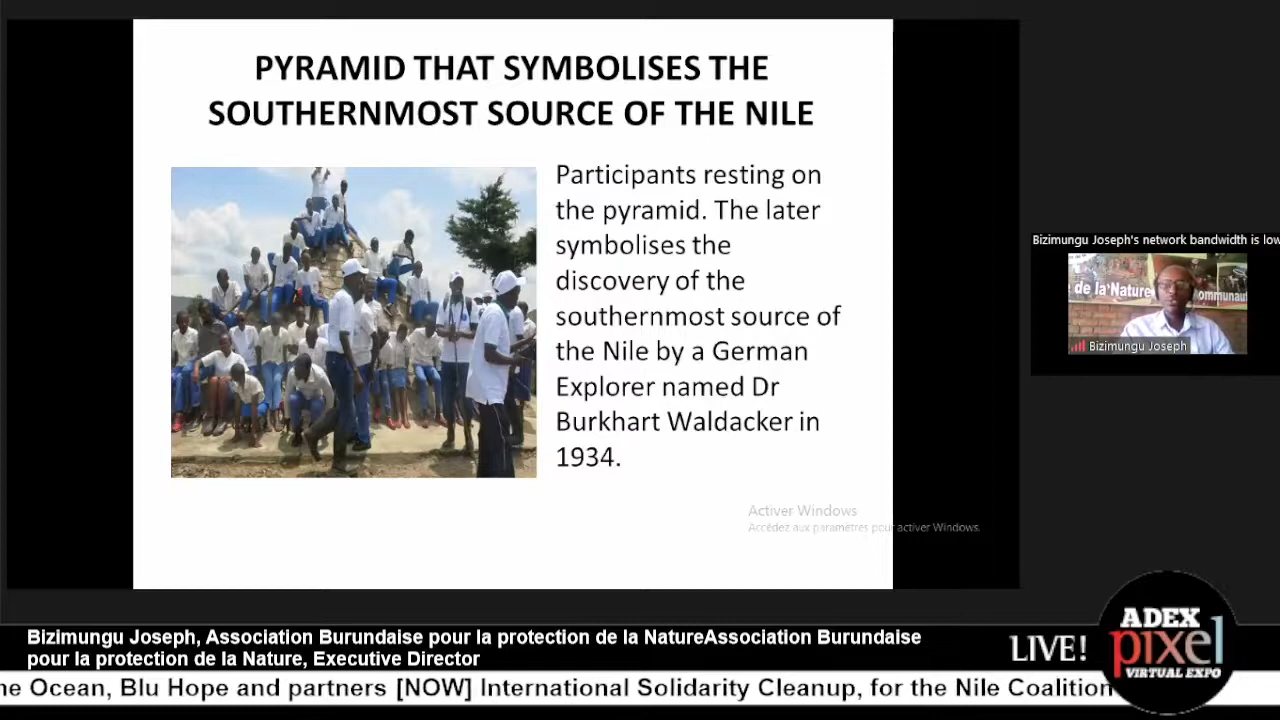 PYRAMID THAT SYMBOLISES THE
SOUTHERNMOST SOURCE OF THE NILE
Participants resting on
the pyramid. The later
symbolises the
discovery of the
southernmost source of
the Nile by a German
Explorer named Dr
Burkhart Waldacker in
1934.
Activer Windows
Accédez aux paramètres pour activer Windows.
Bizimungu Joseph's network bandwidth is low
de la Nature
ommunaut
Bizimungu Joseph
Bizimungu Joseph, Association Burundaise pour la protection de la NatureAssociation Burundaise
pour la protection de la Nature, Executive Director
LIVE!
ADEX
pixel
VIRTUAL EXPO
he Ocean, Blu Hope and partners [NOW] International Solidarity Cleanup, for the Nile Coalition